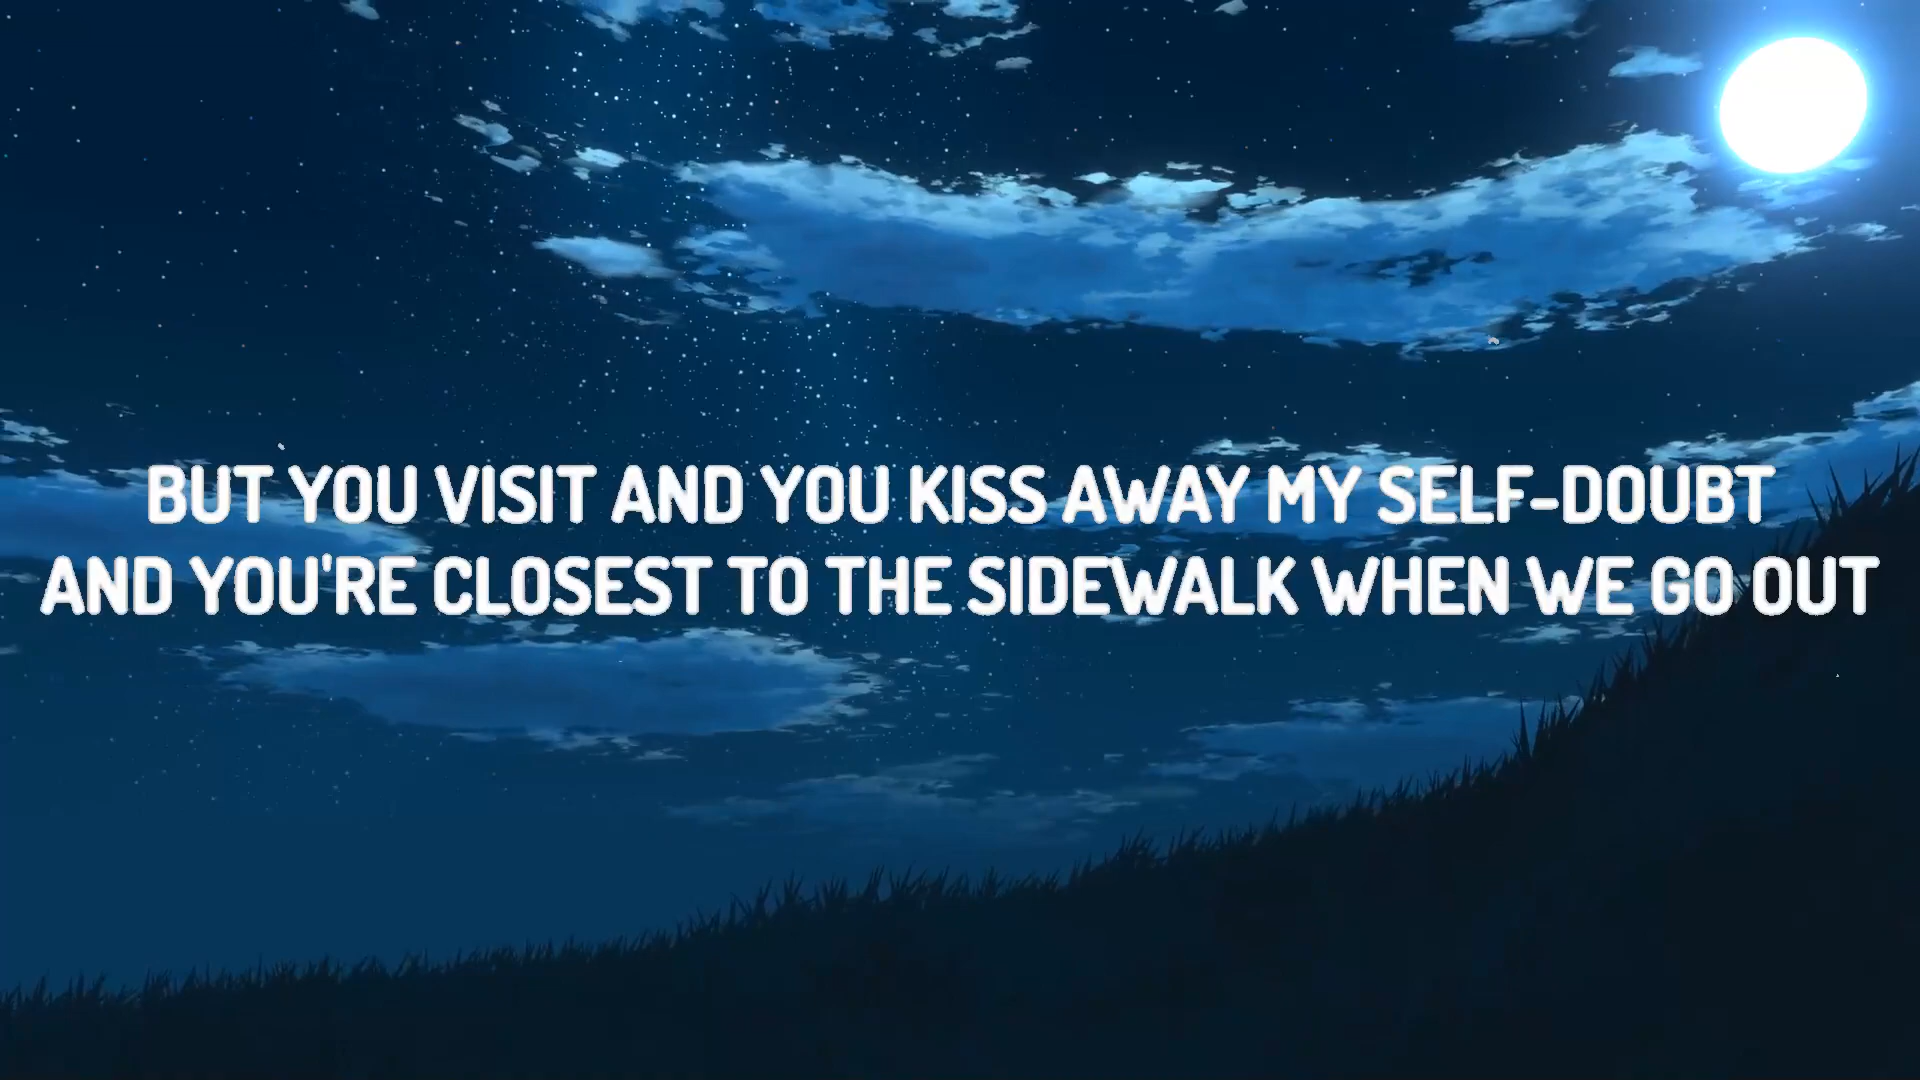 BUT YOU VISIT AND YOU KISS AWAY MY SELF-DOUBT
AND YOU'RE CLOSEST TO THE SIDEWALK WHEN WE GO OUT